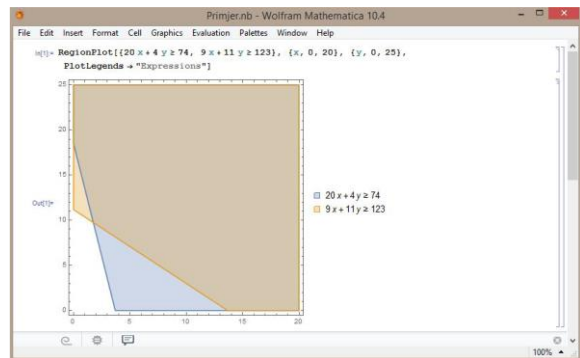 Primjer.nb - Wolfram Mathematica 10.4
File Edit Insert Format Cell Graphics Evaluation Palettes Window Help
In[1]:= RegionPlot[{20 x + 4 y ≥ 74, 9 x + 11 y ≥ 123}, {x, 0, 20}, {y, 0, 25},
PlotLegends → "Expressions"]
25
20
15
10
5
0
0 5 10 15 20
Out[1]=
20 x + 4 y ≥ 74
9 x + 11 y ≥ 123
100%